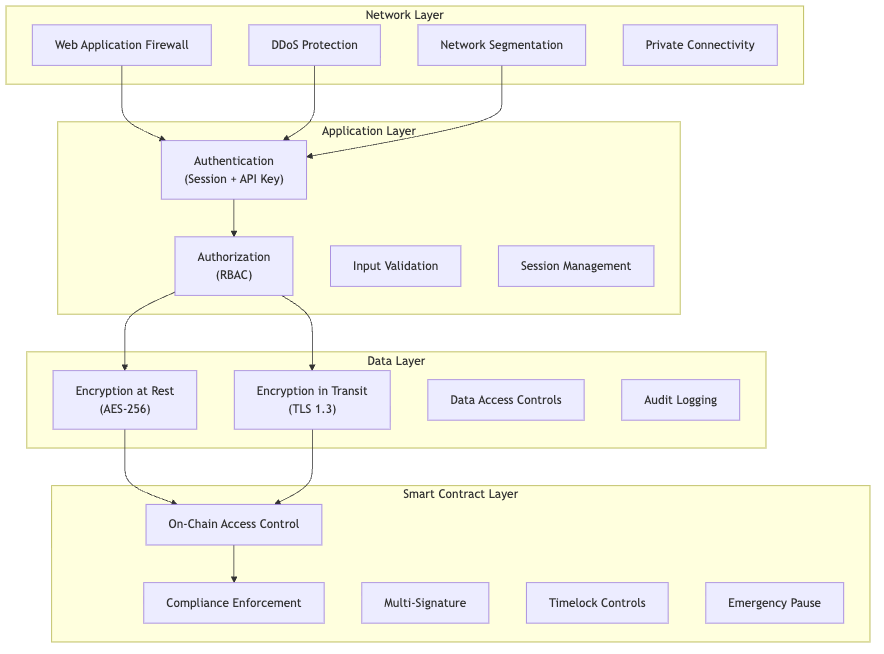 Network Layer
Web Application Firewall
DDoS Protection
Network Segmentation
Private Connectivity
Application Layer
Authentication
(Session + API Key)
Authorization
(RBAC)
Input Validation
Session Management
Data Layer
Encryption at Rest
(AES-256)
Encryption in Transit
(TLS 1.3)
Data Access Controls
Audit Logging
Smart Contract Layer
On-Chain Access Control
Compliance Enforcement
Multi-Signature
Timelock Controls
Emergency Pause